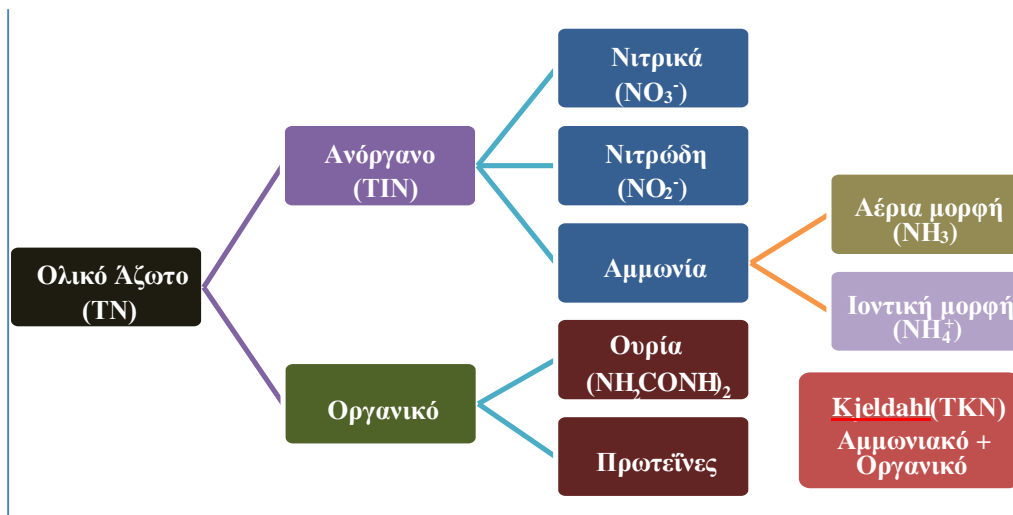 Νιτρικά
(NO₃⁻)
Ανόργανο
(TIN)
Νιτρώδη
(NO₂⁻)
Αέρια μορφή
(NH₃)
Ολικό Άζωτο
(TN)
Αμμωνία
Ιοντική μορφή
(NH₄⁺)
Ουρία
(NH₂CONH)₂
Οργανικό
Kjeldahl(TKN)
Αμμωνιακό +
Οργανικό
Πρωτεΐνες